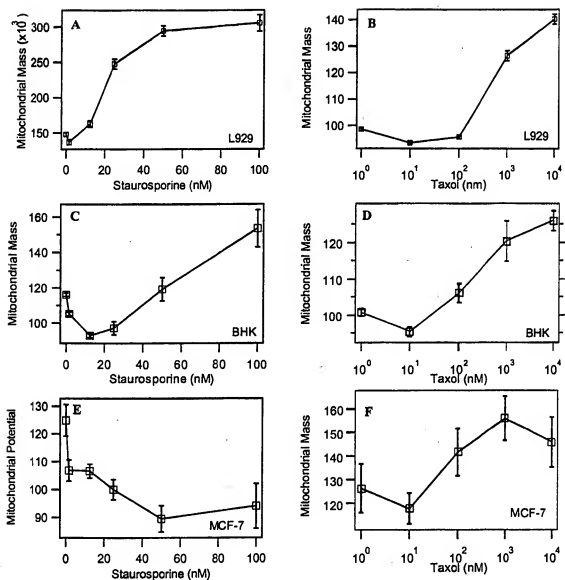 A
Mitochondrial Mass (x10³)
300
250
200
150
L929
0 20 40 60 80 100
Staurosporine (nM)
B
Mitochondrial Mass
140
120
100
L929
10⁰ 10¹ 10² 10³ 10⁴
Taxol (nm)
C
Mitochondrial Mass
160
140
120
100
BHK
0 20 40 60 80 100
Staurosporine (nM)
D
Mitochondrial Mass
120
110
100
BHK
10⁰ 10¹ 10² 10³ 10⁴
Taxol (nM)
E
Mitochondrial Potential
130
120
110
100
90
MCF-7
0 20 40 60 80 100
Staurosporine (nM)
F
Mitochondrial Mass
160
150
140
130
120
MCF-7
10⁰ 10¹ 10² 10³ 10⁴
Taxol (nM)